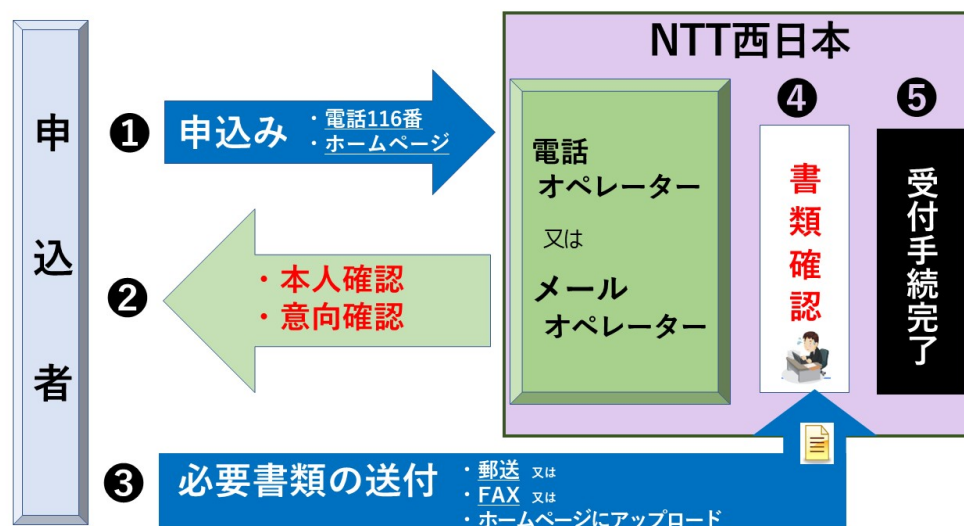 NTT西日本
申込者
❶ 申込み
・電話116番
・ホームページ
電話
オペレーター
又は
メール
オペレーター
❹
書類確認
❺
受付手続完了
❷
・本人確認
・意向確認
❸ 必要書類の送付
・郵送 又は
・FAX 又は
・ホームページにアップロード